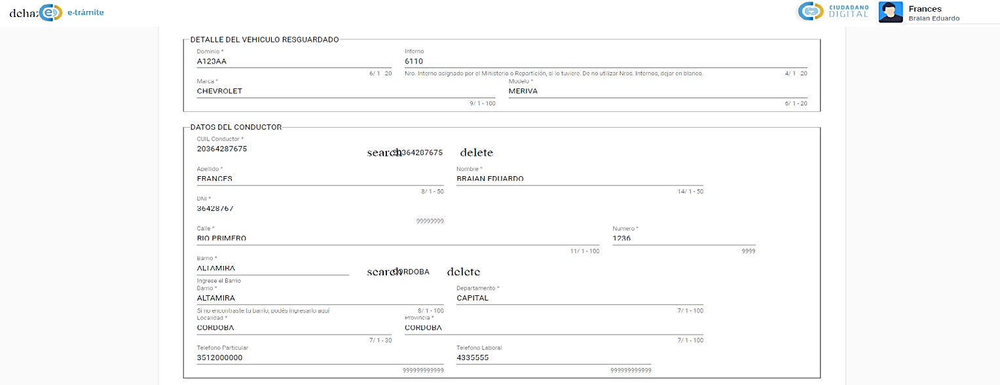 dehaz e e-trámite
CIUDADANO DIGITAL
Frances
Braian Eduardo
DETALLE DEL VEHICULO RESGUARDADO
Dominio * Interno
A123AA 6110
6/ 1 - 20 Nro. Interno asignado por el Ministerio o Repartición, si lo tuviere. De no utilizar Nros. Internos, dejar en blanco. 4/ 1 - 20
Marca * Modelo *
CHEVROLET MERIVA
9/ 1 - 100 6/ 1 - 20
DATOS DEL CONDUCTOR
CUIL Conductor *
20364287675
search 20364287675 delete
Apellido * Nombre *
FRANCES BRAIAN EDUARDO
8/ 1 - 50 14/ 1 - 50
DNI *
36428767
99999999
Calle * Numero *
RIO PRIMERO 1236
11/ 1 - 100 9999
Barrio *
ALTAMIRA
search CORDOBA delete
Ingrese el Barrio
Barrio * Departamento *
ALTAMIRA CAPITAL
Si no encontraste tu barrio, podés ingresarlo aquí 8/ 1 - 100 7/ 1 - 100
Localidad * Provincia *
CORDOBA CORDOBA
7/ 1 - 30 7/ 1 - 100
Telefono Particular Telefono Laboral
3512000000 4335555
999999999999 999999999999